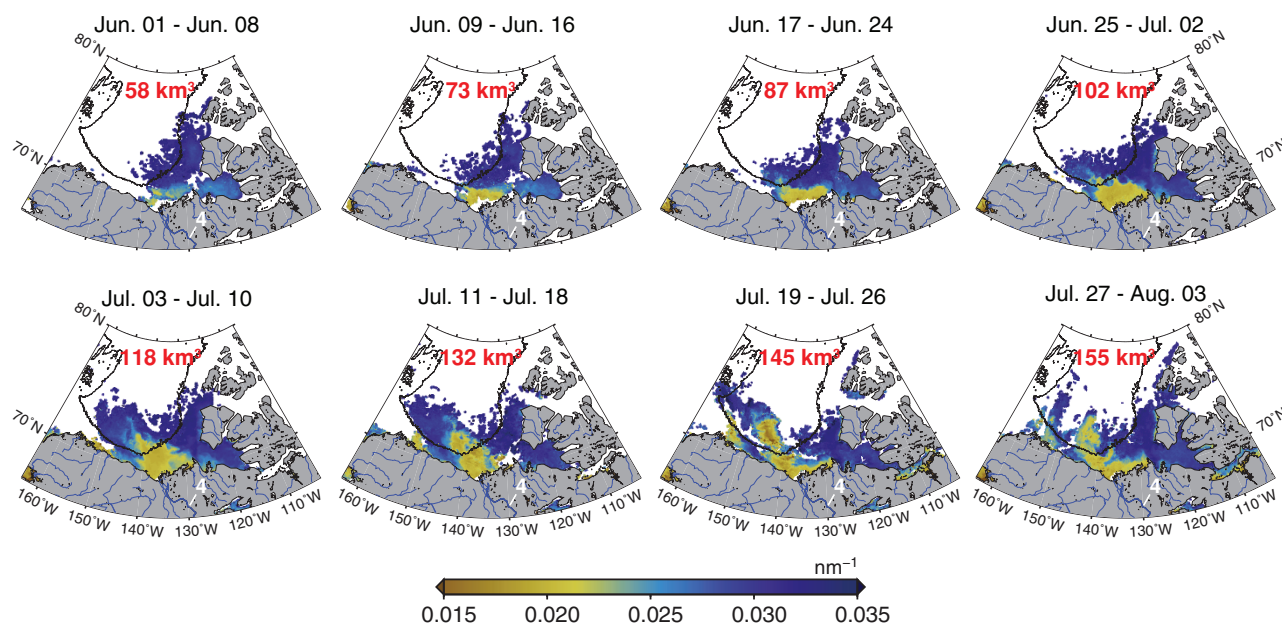 Jun. 01 - Jun. 08 Jun. 09 - Jun. 16 Jun. 17 - Jun. 24 Jun. 25 - Jul. 02
80˚N 80˚N
58 km³ 73 km³ 87 km³ 102 km³
70˚N 70˚N
4 4 4 4
Jul. 03 - Jul. 10 Jul. 11 - Jul. 18 Jul. 19 - Jul. 26 Jul. 27 - Aug. 03
80˚N 80˚N
118 km³ 132 km³ 145 km³ 155 km³
70˚N 70˚N
4 4 4 4
160˚W 150˚W 140˚W 130˚W 120˚W 110˚W 160˚W 150˚W 140˚W 130˚W 120˚W 110˚W 160˚W 150˚W 140˚W 130˚W 120˚W 110˚W 160˚W 150˚W 140˚W 130˚W 120˚W 110˚W
nm⁻¹
0.015 0.020 0.025 0.030 0.035